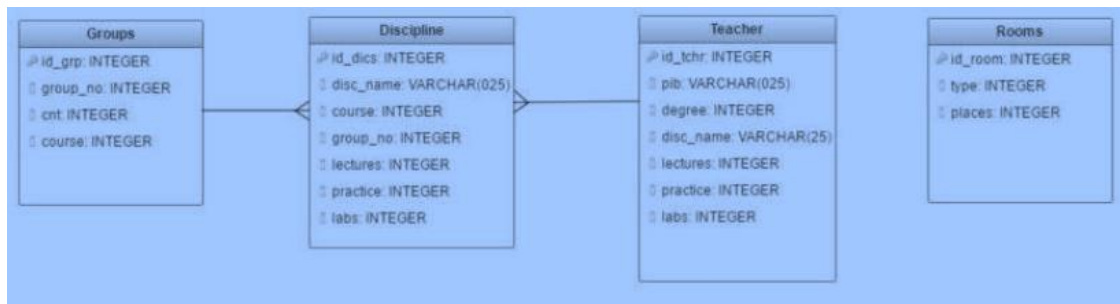 Groups
id_grp: INTEGER
group_no: INTEGER
cnt: INTEGER
course: INTEGER
Discipline
id_dics: INTEGER
disc_name: VARCHAR(025)
course: INTEGER
group_no: INTEGER
lectures: INTEGER
practice: INTEGER
labs: INTEGER
Teacher
id_tchr: INTEGER
pib: VARCHAR(025)
degree: INTEGER
disc_name: VARCHAR(25)
lectures: INTEGER
practice: INTEGER
labs: INTEGER
Rooms
id_room: INTEGER
type: INTEGER
places: INTEGER